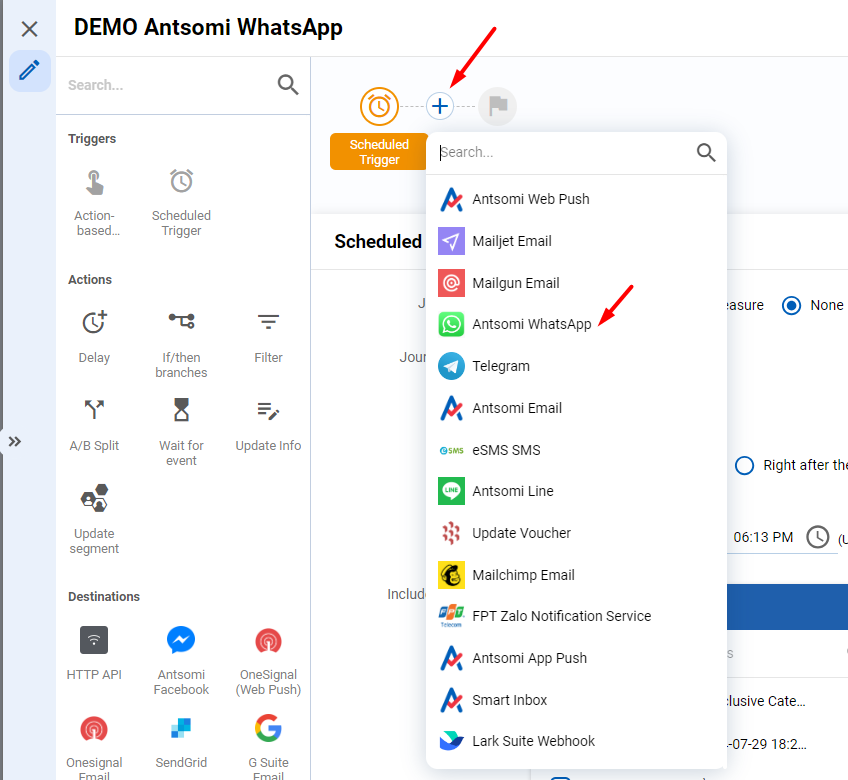 DEMO Antsomi WhatsApp
Search...
Triggers
Action-
based...
Scheduled
Trigger
Actions
Delay
If/then
branches
Filter
A/B Split
Wait for
event
Update Info
Update
segment
Destinations
HTTP API
Antsomi
Facebook
OneSignal
(Web Push)
Onesignal
Email
SendGrid
G Suite
Email
Scheduled
Trigger
Search...
Antsomi Web Push
Mailjet Email
Mailgun Email
Antsomi WhatsApp
Telegram
Antsomi Email
eSMS
eSMS SMS
LINE
Antsomi Line
Update Voucher
Mailchimp Email
FPT
Telecom
FPT Zalo Notification Service
Antsomi App Push
Smart Inbox
Lark Suite Webhook
Scheduled
J
Jour
Includ
easure
None
Right after the
06:13 PM
(U
s
clusive Cate...
-07-29 18:2...